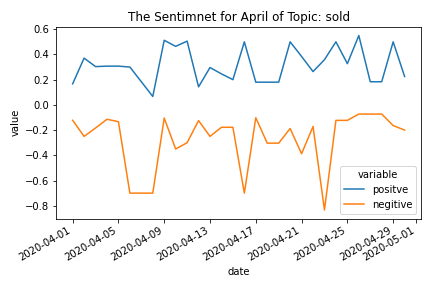 The Sentimnet for April of Topic: sold
0.6
0.4
0.2
0.0
−0.2
−0.4
−0.6
−0.8
value
variable
positve
negitive
2020-04-01
2020-04-05
2020-04-09
2020-04-13
2020-04-17
2020-04-21
2020-04-25
2020-04-29
2020-05-01
date